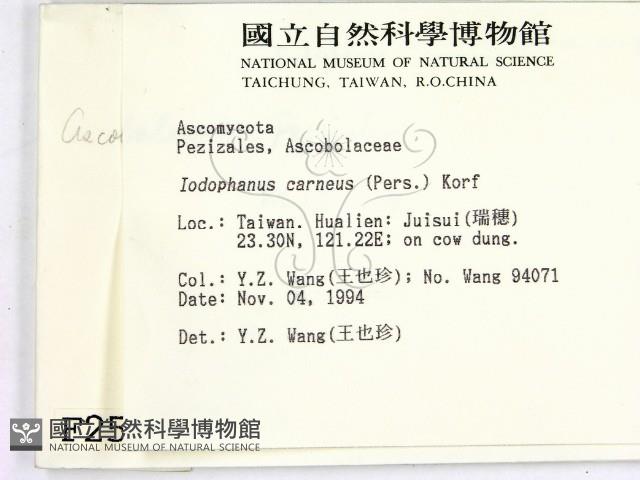 國立自然科學博物館
NATIONAL MUSEUM OF NATURAL SCIENCE
TAICHUNG, TAIWAN, R.O.CHINA
Asco
Ascomycota
Pezizales, Ascobolaceae
Iodophanus carneus (Pers.) Korf
Loc.: Taiwan. Hualien: Juisui(瑞穗)
23.30N, 121.22E; on cow dung.
Col.: Y.Z. Wang(王也珍); No. Wang 94071
Date: Nov. 04, 1994
Det.: Y.Z. Wang(王也珍)
F25
國立自然科學博物館
NATIONAL MUSEUM OF NATURAL SCIENCE